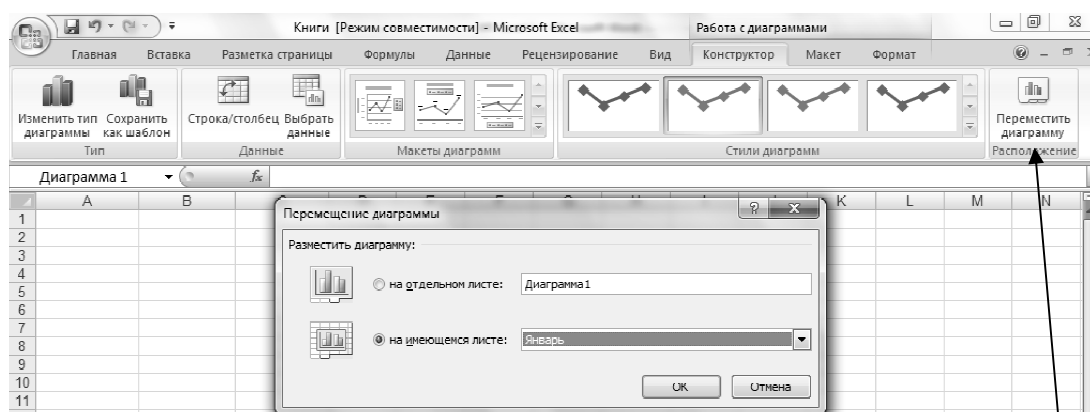 Книги [Режим совместимости] - Microsoft Excel
Работа с диаграммами
Главная Вставка Разметка страницы Формулы Данные Рецензирование Вид Конструктор Макет Формат
Изменить тип диаграммы
Сохранить как шаблон
Строка/столбец
Выбрать данные
Переместить диаграмму
Тип Данные Макеты диаграмм Стили диаграмм Расположение
Диаграмма 1 fx
A B K L M N
1
Перемещение диаграммы
2
Разместить диаграмму:
3
4
5
на отдельном листе: Диаграмма1
6
7
8
на имеющемся листе: Январь
9
10
OK Отмена
11